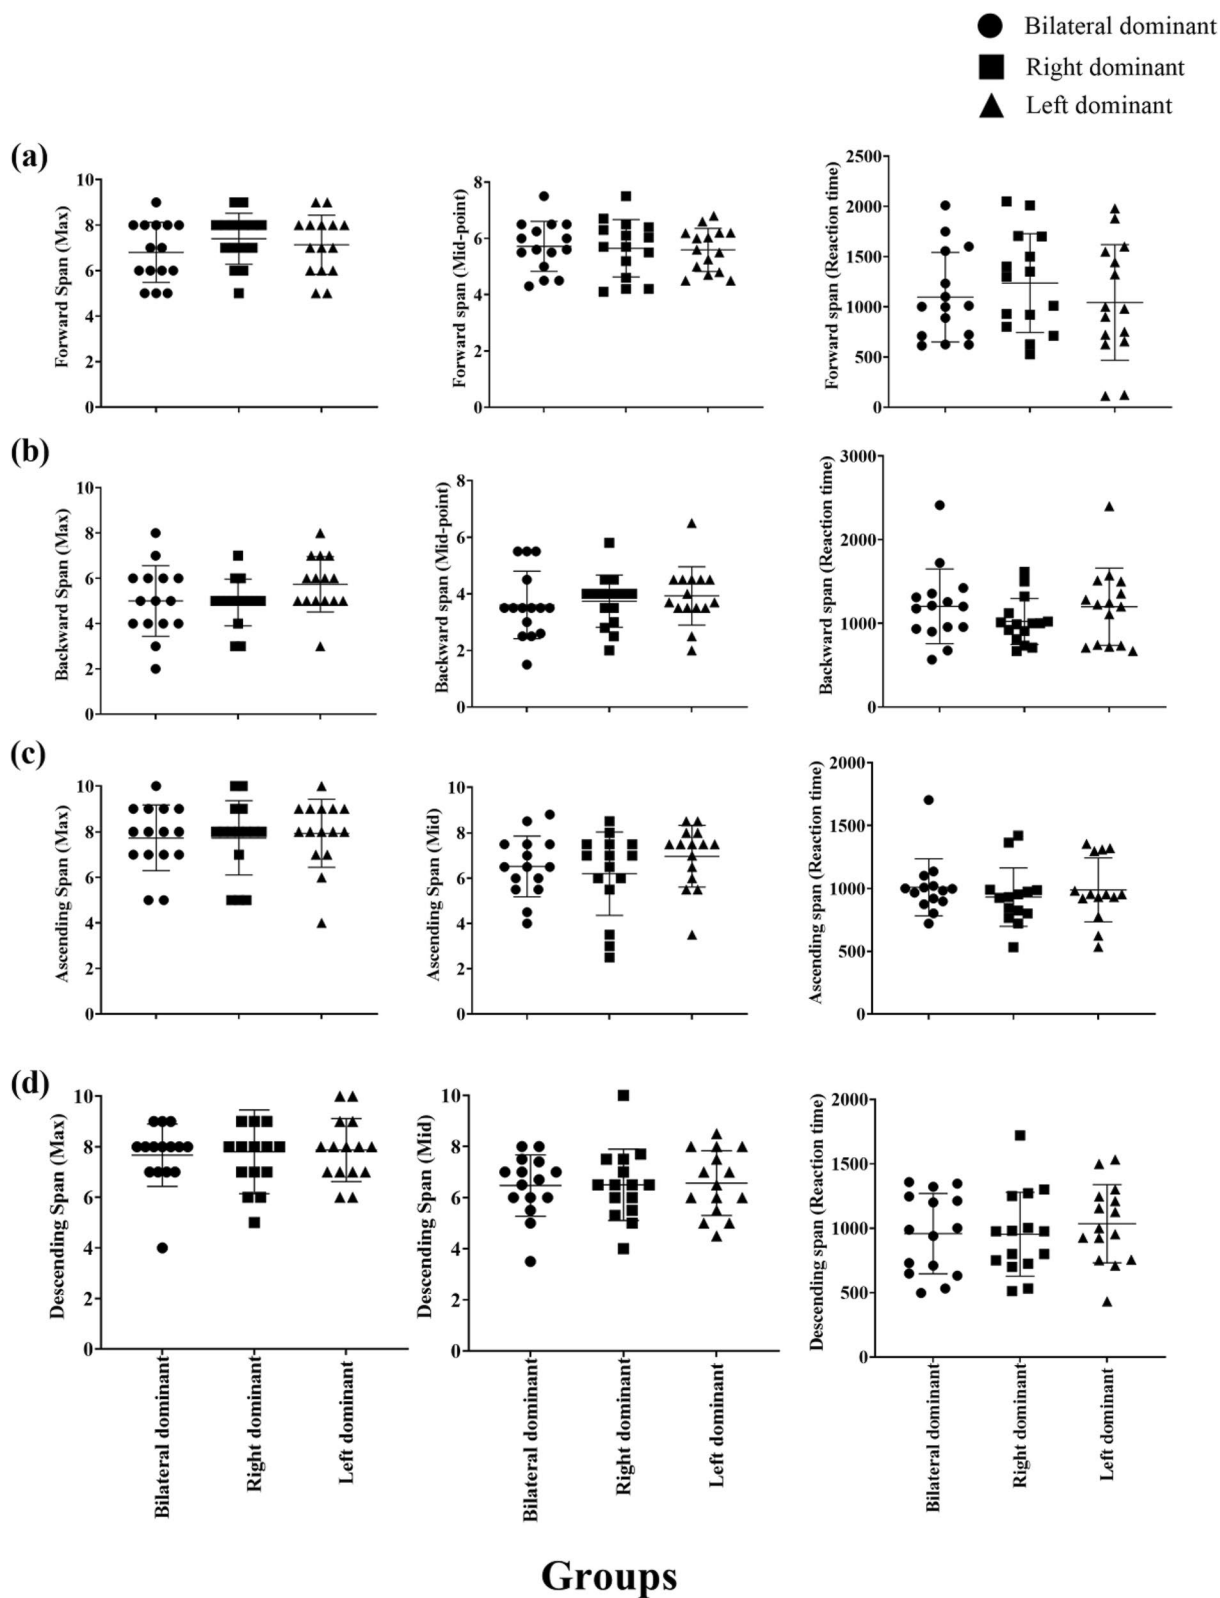 Bilateral dominant
Right dominant
Left dominant
(a)
Forward Span (Max)
10
8
6
4
2
0
Forward span (Mid-point)
8
6
4
2
0
Forward span (Reaction time)
2500
2000
1500
1000
500
0
(b)
Backward Span (Max)
10
8
6
4
2
0
Backward span (Mid-point)
8
6
4
2
0
Backward span (Reaction time)
3000
2000
1000
0
(c)
Ascending Span (Max)
10
8
6
4
2
0
Ascending Span (Mid)
10
8
6
4
2
0
Ascending span (Reaction time)
2000
1500
1000
500
0
(d)
Descending Span (Max)
10
8
6
4
2
0
Bilateral dominant
Right dominant
Left dominant
Descending Span (Mid)
10
8
6
4
2
0
Bilateral dominant
Right dominant
Left dominant
Descending span (Reaction time)
2000
1500
1000
500
0
Bilateral dominant
Right dominant
Left dominant
Groups